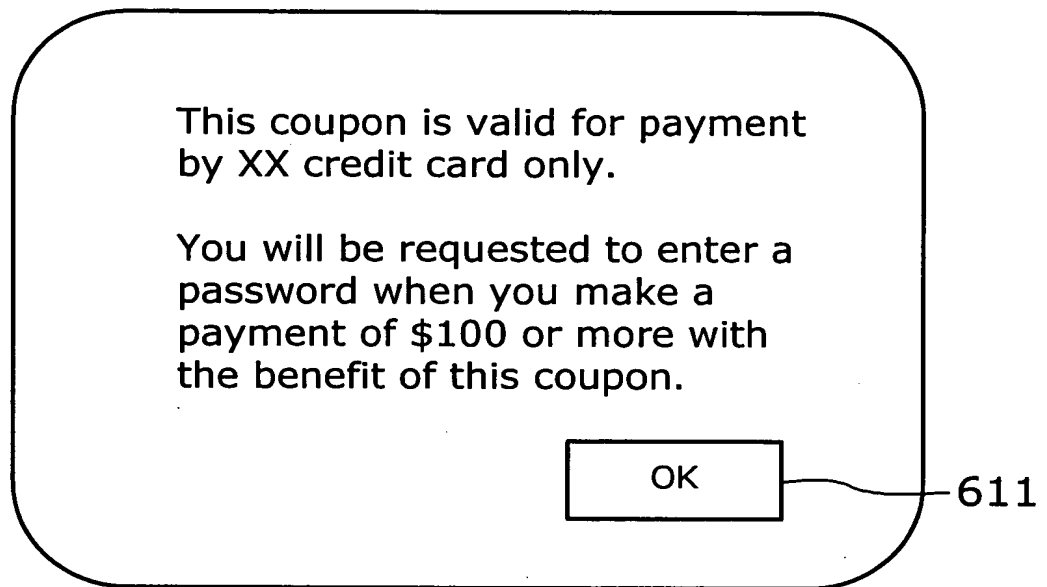 This coupon is valid for payment
by XX credit card only.
You will be requested to enter a
password when you make a
payment of $100 or more with
the benefit of this coupon.
OK
611